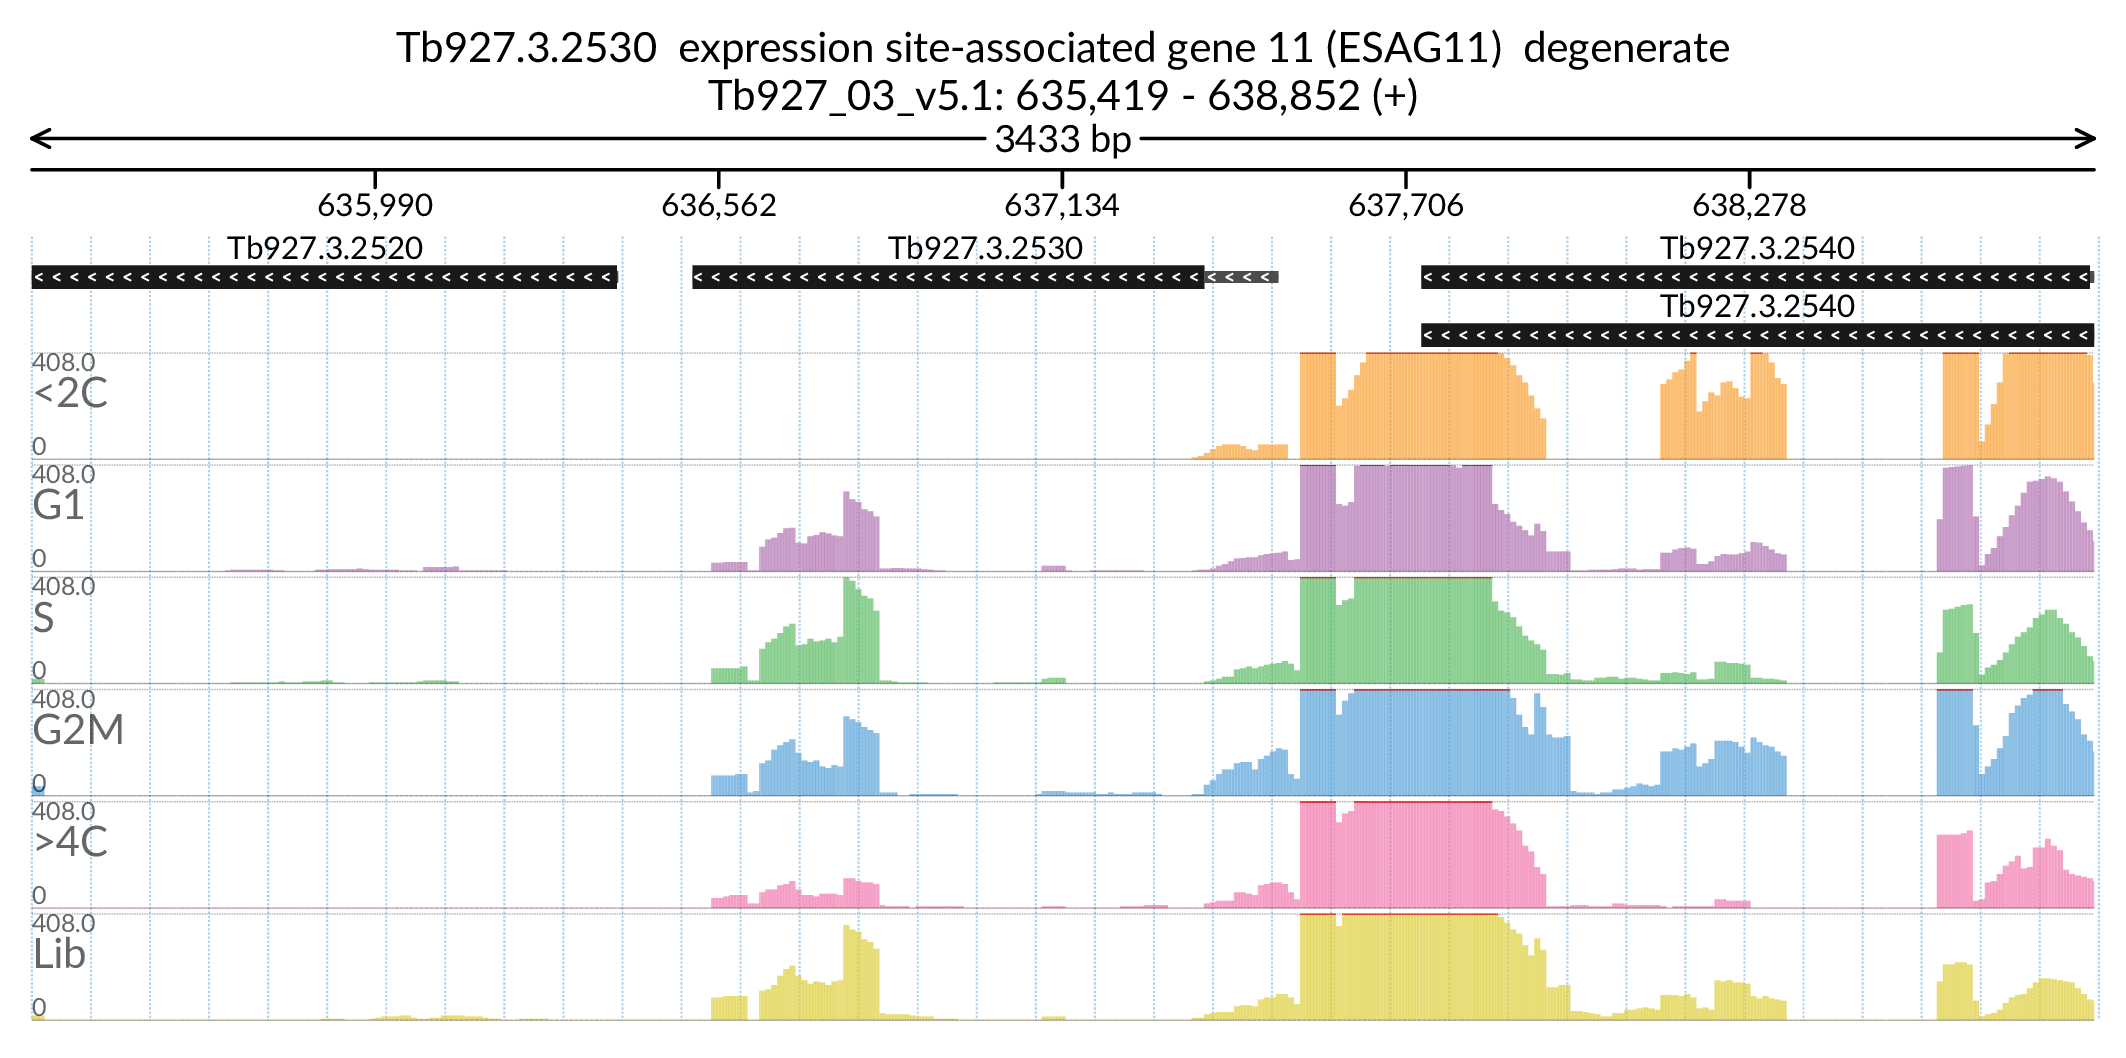 Tb927.3.2530  expression site-associated gene 11 (ESAG11)  degenerate
Tb927_03_v5.1: 635,419 - 638,852 (+)
3433 bp
635,990 636,562 637,134 637,706 638,278
Tb927.3.2520 Tb927.3.2530 Tb927.3.2540
Tb927.3.2540
408.0
<2C
0
408.0
G1
0
408.0
S
0
408.0
G2M
0
408.0
>4C
0
408.0
Lib
0